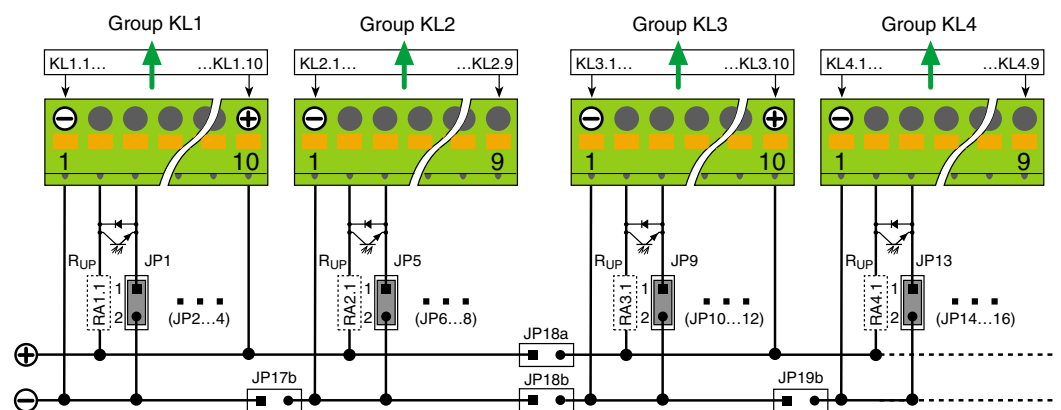 Group KL1 Group KL2 Group KL3 Group KL4
KL1.1... ...KL1.10 KL2.1... ...KL2.9 KL3.1... ...KL3.10 KL4.1... ...KL4.9
− + − − + −
1 10 1 9 1 10 1 9
RUP JP1 RUP JP5 RUP JP9 RUP JP13
RA1.1 1 RA2.1 1 RA3.1 1 RA4.1 1
2 (JP2...4) 2 (JP6...8) 2 (JP10...12) 2 (JP14...16)
JP18a
+
JP17b JP18b JP19b
−